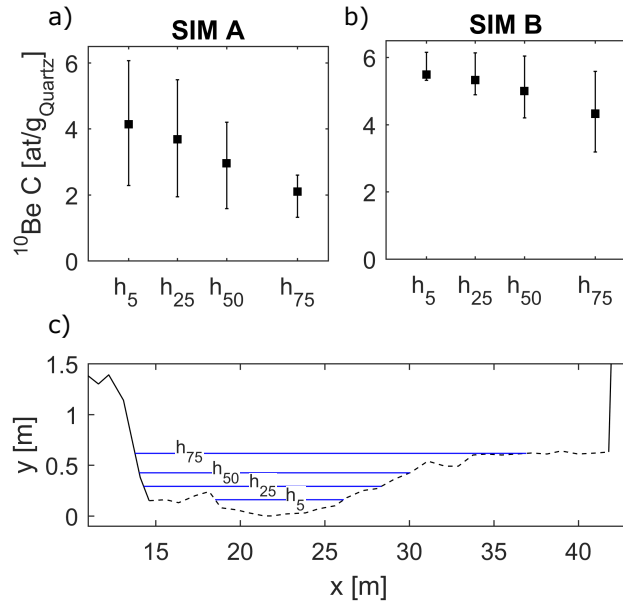 a)
SIM A
b)
SIM B
¹⁰Be C [at/g_Quartz]
6
4
2
0
h₅ h₂₅ h₅₀ h₇₅
6
4
2
0
h₅ h₂₅ h₅₀ h₇₅
c)
y [m]
1.5
1
0.5
0
h₇₅
h₅₀
h₂₅
h₅
15 20 25 30 35 40
x [m]